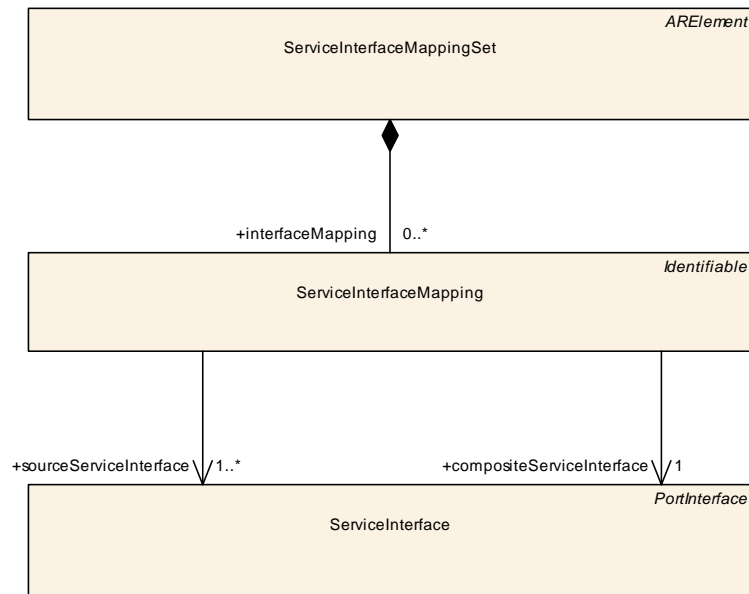 ARElement
ServiceInterfaceMappingSet
+interfaceMapping 0..*
Identifiable
ServiceInterfaceMapping
+sourceServiceInterface 1..* +compositeServiceInterface 1
PortInterface
ServiceInterface